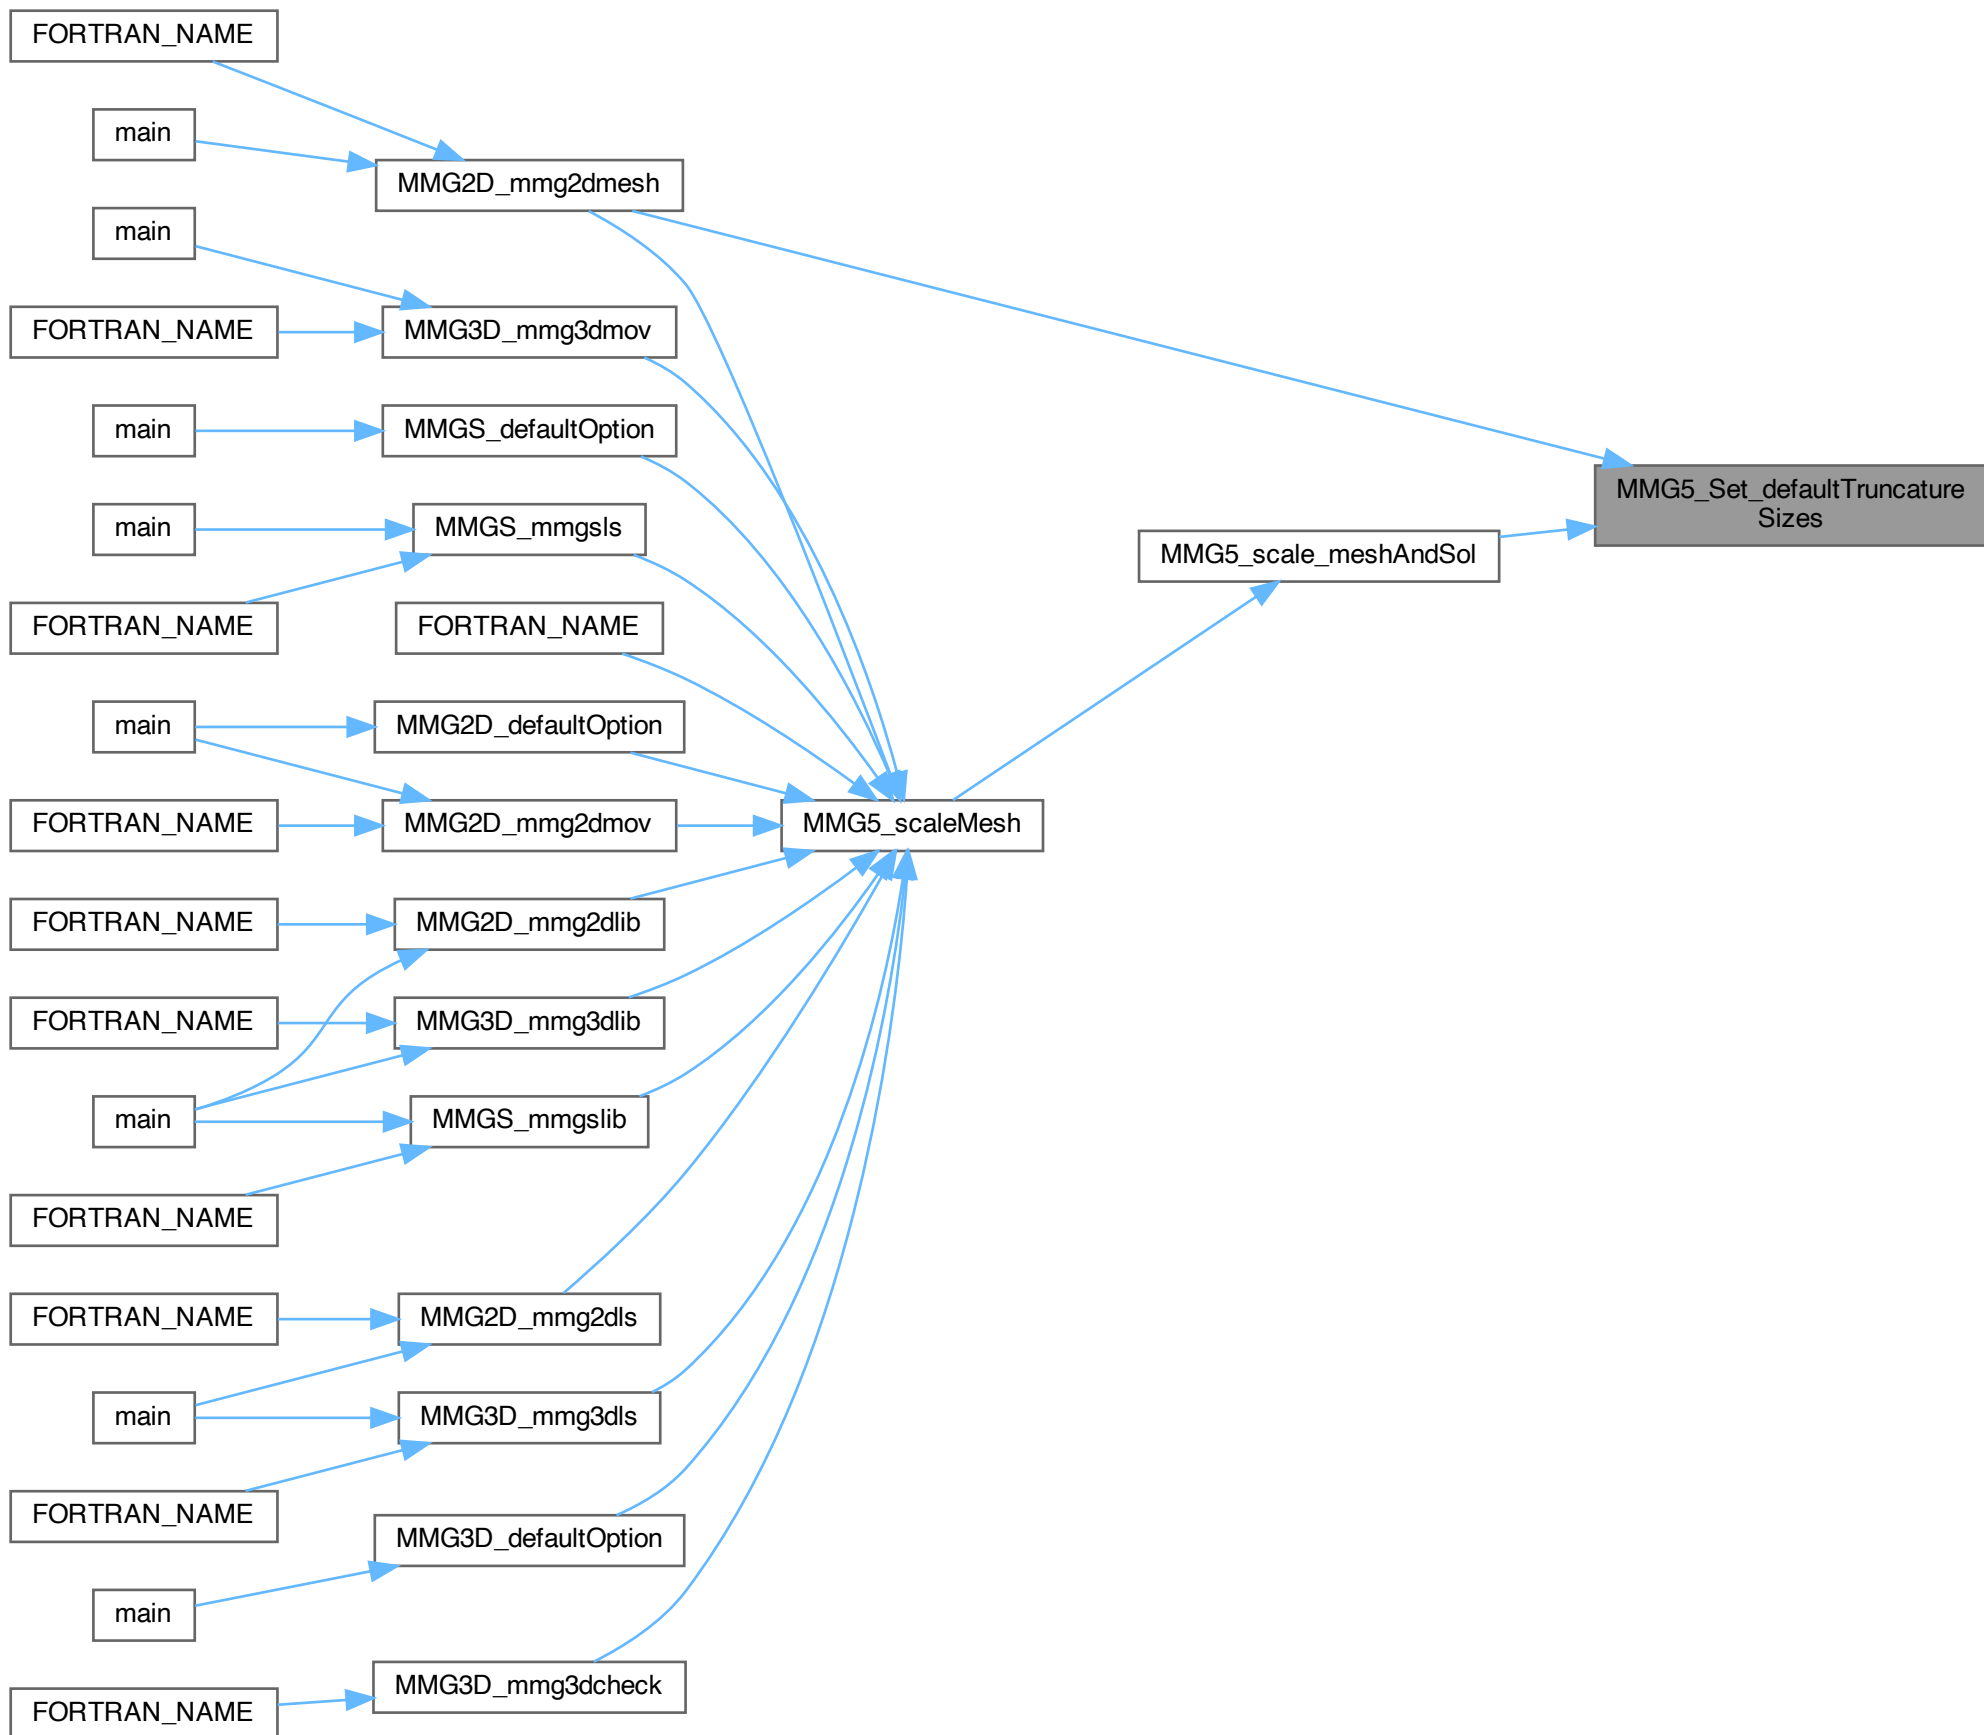 FORTRAN_NAME
main
MMG2D_mmg2dmesh
main
FORTRAN_NAME
MMG3D_mmg3dmov
main
MMGS_defaultOption
MMG5_Set_defaultTruncature
Sizes
main
MMGS_mmgsls
MMG5_scale_meshAndSol
FORTRAN_NAME
FORTRAN_NAME
main
MMG2D_defaultOption
FORTRAN_NAME
MMG2D_mmg2dmov
MMG5_scaleMesh
FORTRAN_NAME
MMG2D_mmg2dlib
FORTRAN_NAME
MMG3D_mmg3dlib
main
MMGS_mmgslib
FORTRAN_NAME
FORTRAN_NAME
MMG2D_mmg2dls
main
MMG3D_mmg3dls
FORTRAN_NAME
MMG3D_defaultOption
main
MMG3D_mmg3dcheck
FORTRAN_NAME